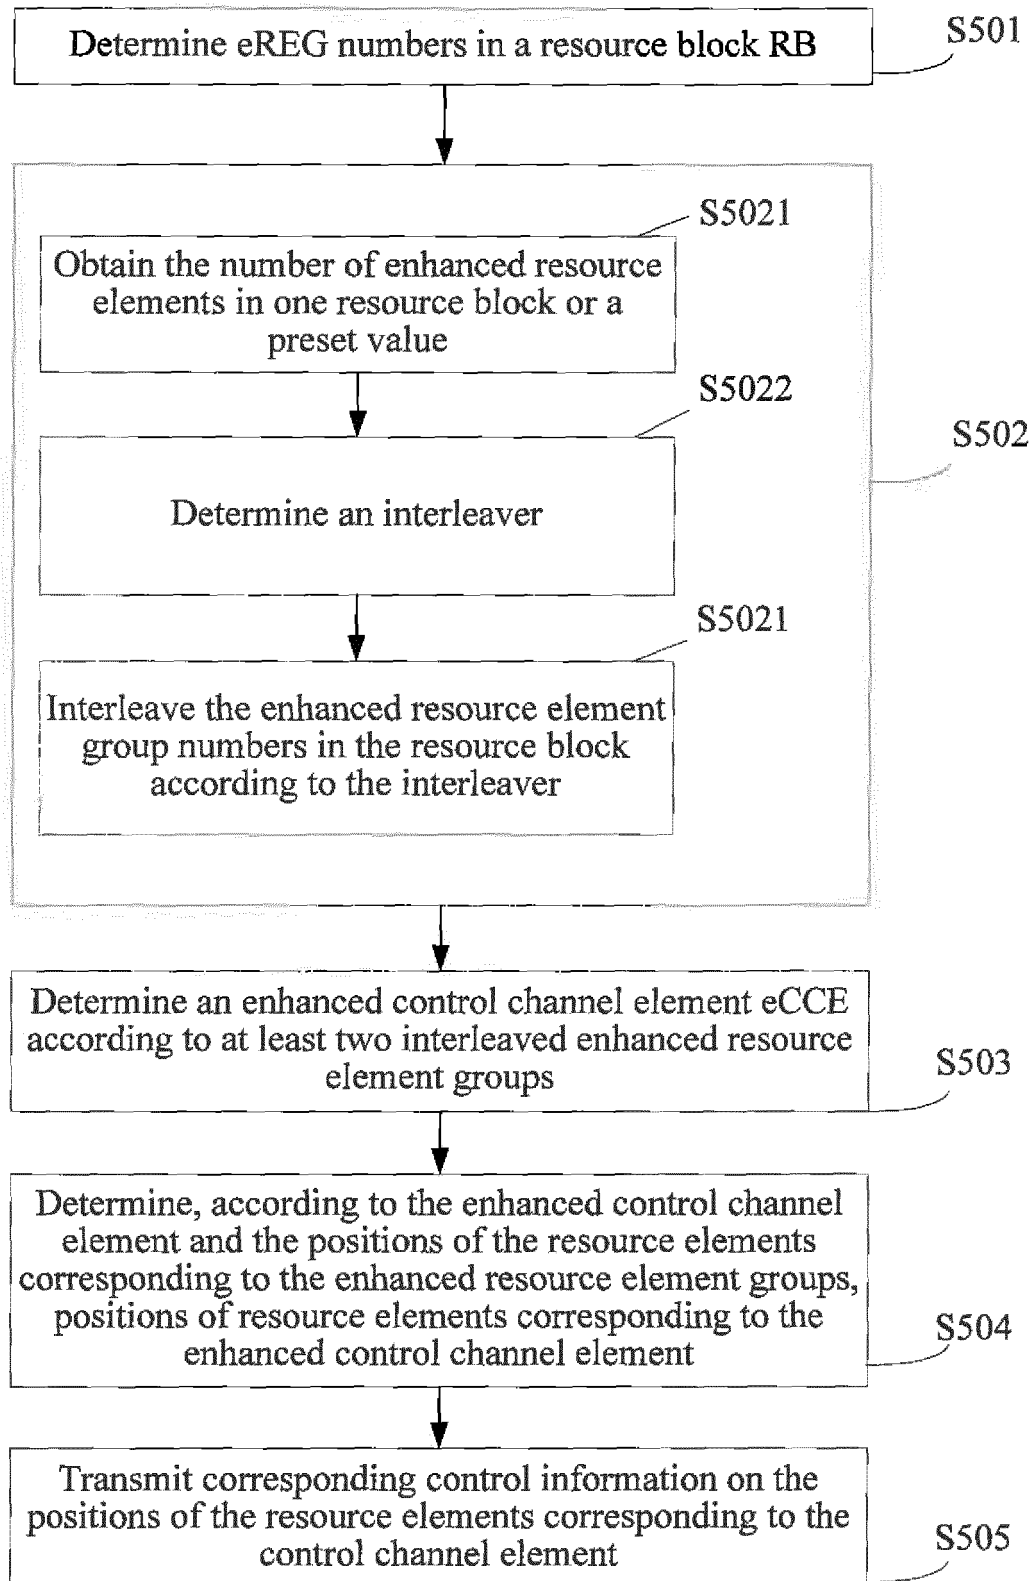 Determine eREG numbers in a resource block RB
S501
S5021
Obtain the number of enhanced resource
elements in one resource block or a
preset value
S5022
Determine an interleaver
S502
S5021
Interleave the enhanced resource element
group numbers in the resource block
according to the interleaver
Determine an enhanced control channel element eCCE
according to at least two interleaved enhanced resource
element groups
S503
Determine, according to the enhanced control channel
element and the positions of the resource elements
corresponding to the enhanced resource element groups,
positions of resource elements corresponding to the
enhanced control channel element
S504
Transmit corresponding control information on the
positions of the resource elements corresponding to the
control channel element
S505